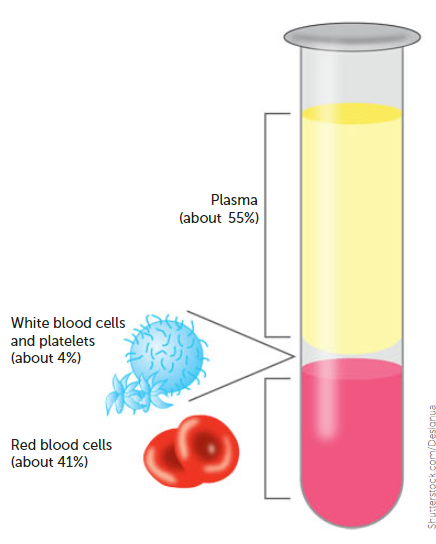 Plasma
(about 55%)
White blood cells
and platelets
(about 4%)
Red blood cells
(about 41%)
Shutterstock.com/Designua